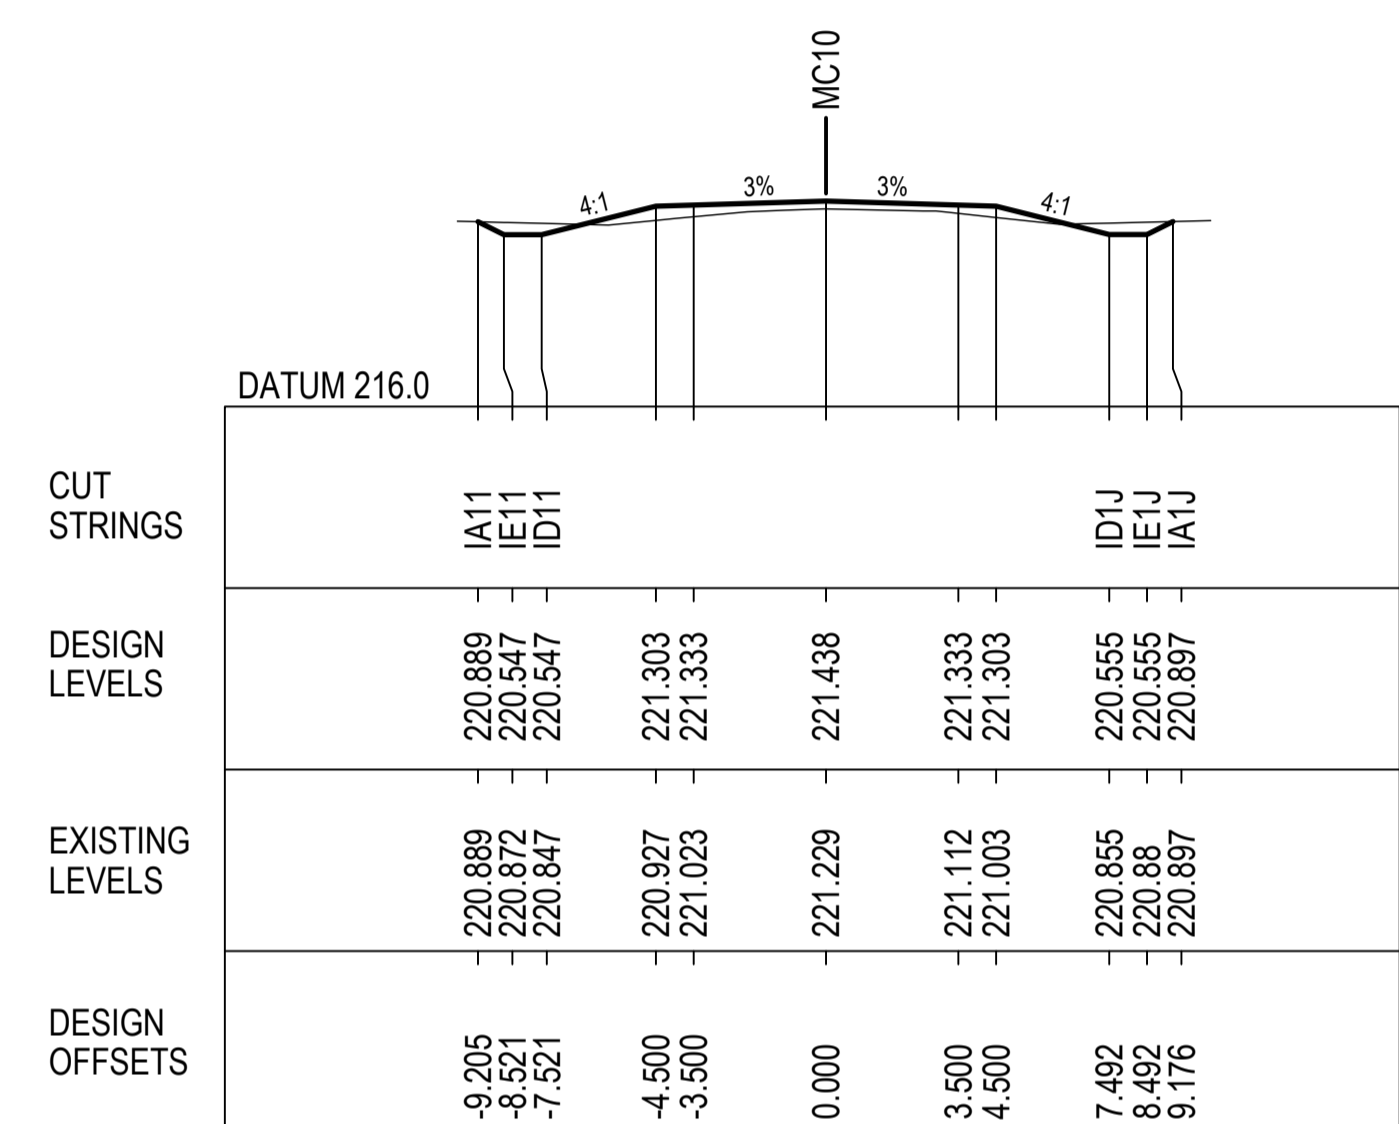 MC10
4:1
3%
3%
4:1
DATUM 216.0
CUT
STRINGS
IA11
IE11
ID11
ID1J
IE1J
IA1J
DESIGN
LEVELS
220.889
220.547
220.547
221.303
221.333
221.438
221.333
221.303
220.555
220.555
220.897
EXISTING
LEVELS
220.889
220.872
220.847
220.927
221.023
221.229
221.112
221.003
220.855
220.88
220.897
DESIGN
OFFSETS
-9.205
-8.521
-7.521
-4.500
-3.500
0.000
3.500
4.500
7.492
8.492
9.176